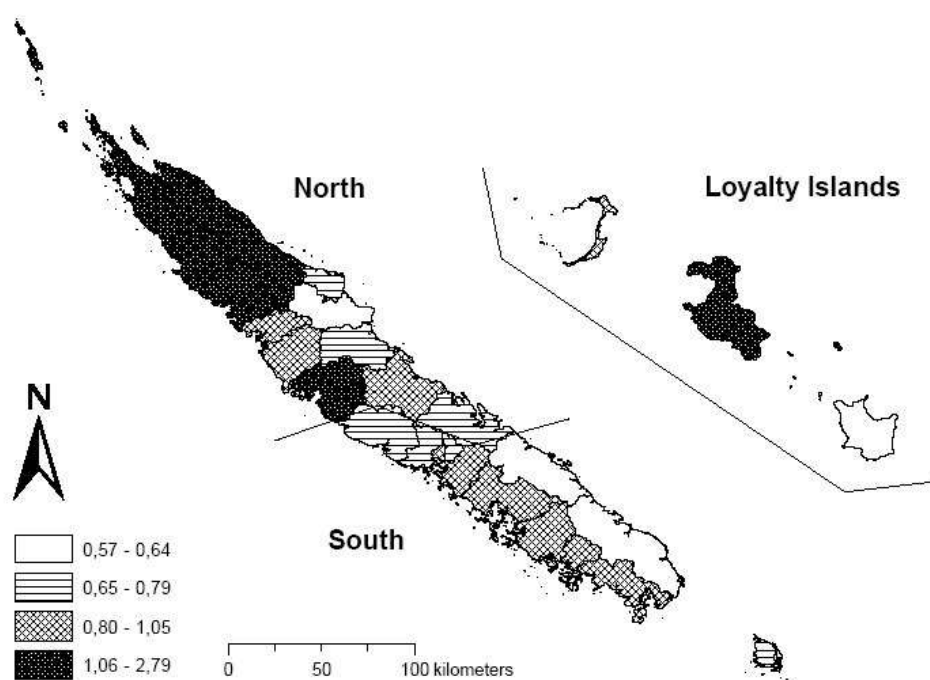 North
Loyalty Islands
N
South
0,57 - 0,64
0,65 - 0,79
0,80 - 1,05
1,06 - 2,79
0 50 100 kilometers